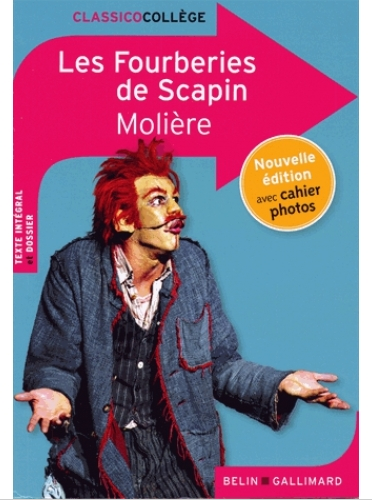 CLASSICOCOLLÈGE
Les Fourberies
de Scapin
Molière
Nouvelle
édition
avec cahier
photos
TEXTE INTÉGRAL
et DOSSIER
BELIN ■ GALLIMARD